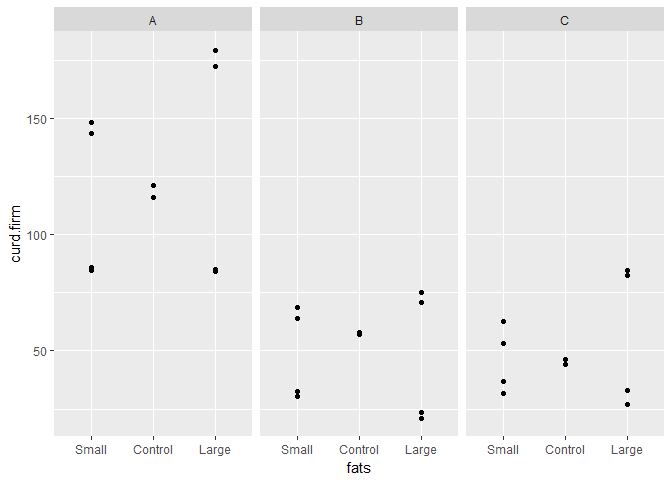 A B C
150
100
50
curd.firm
Small Control Large Small Control Large Small Control Large
fats